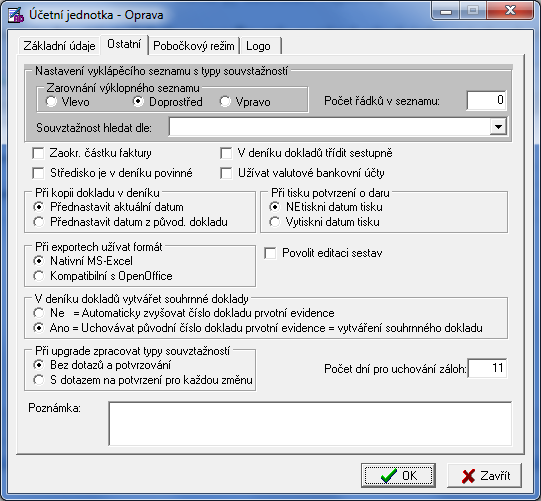 Účetní jednotka - Oprava
Základní údaje Ostatní Pobočkový režim Logo
Nastavení vyklápěcího seznamu s typy souvstažností
Zarovnání výklopného seznamu
Vlevo Doprostřed Vpravo Počet řádků v seznamu: 0
Souvztažnost hledat dle:
Zaokr. částku faktury V deníku dokladů třídit sestupně
Středisko je v deníku povinné Užívat valutové bankovní účty
Při kopii dokladu v deníku Při tisku potvrzení o daru
Přednastavit aktuální datum NEtiskni datum tisku
Přednastavit datum z původ. dokladu Vytiskni datum tisku
Při exportech užívat formát
Nativní MS-Excel Povolit editaci sestav
Kompatibilní s OpenOffice
V deníku dokladů vytvářet souhrnné doklady
Ne = Automaticky zvyšovat číslo dokladu prvotní evidence
Ano = Uchovávat původní číslo dokladu prvotní evidence = vytváření souhrnného dokladu
Při upgrade zpracovat typy souvztažností
Bez dotazů a potvrzování Počet dní pro uchování záloh: 11
S dotazem na potvrzení pro každou změnu
Poznámka:
OK Zavřít